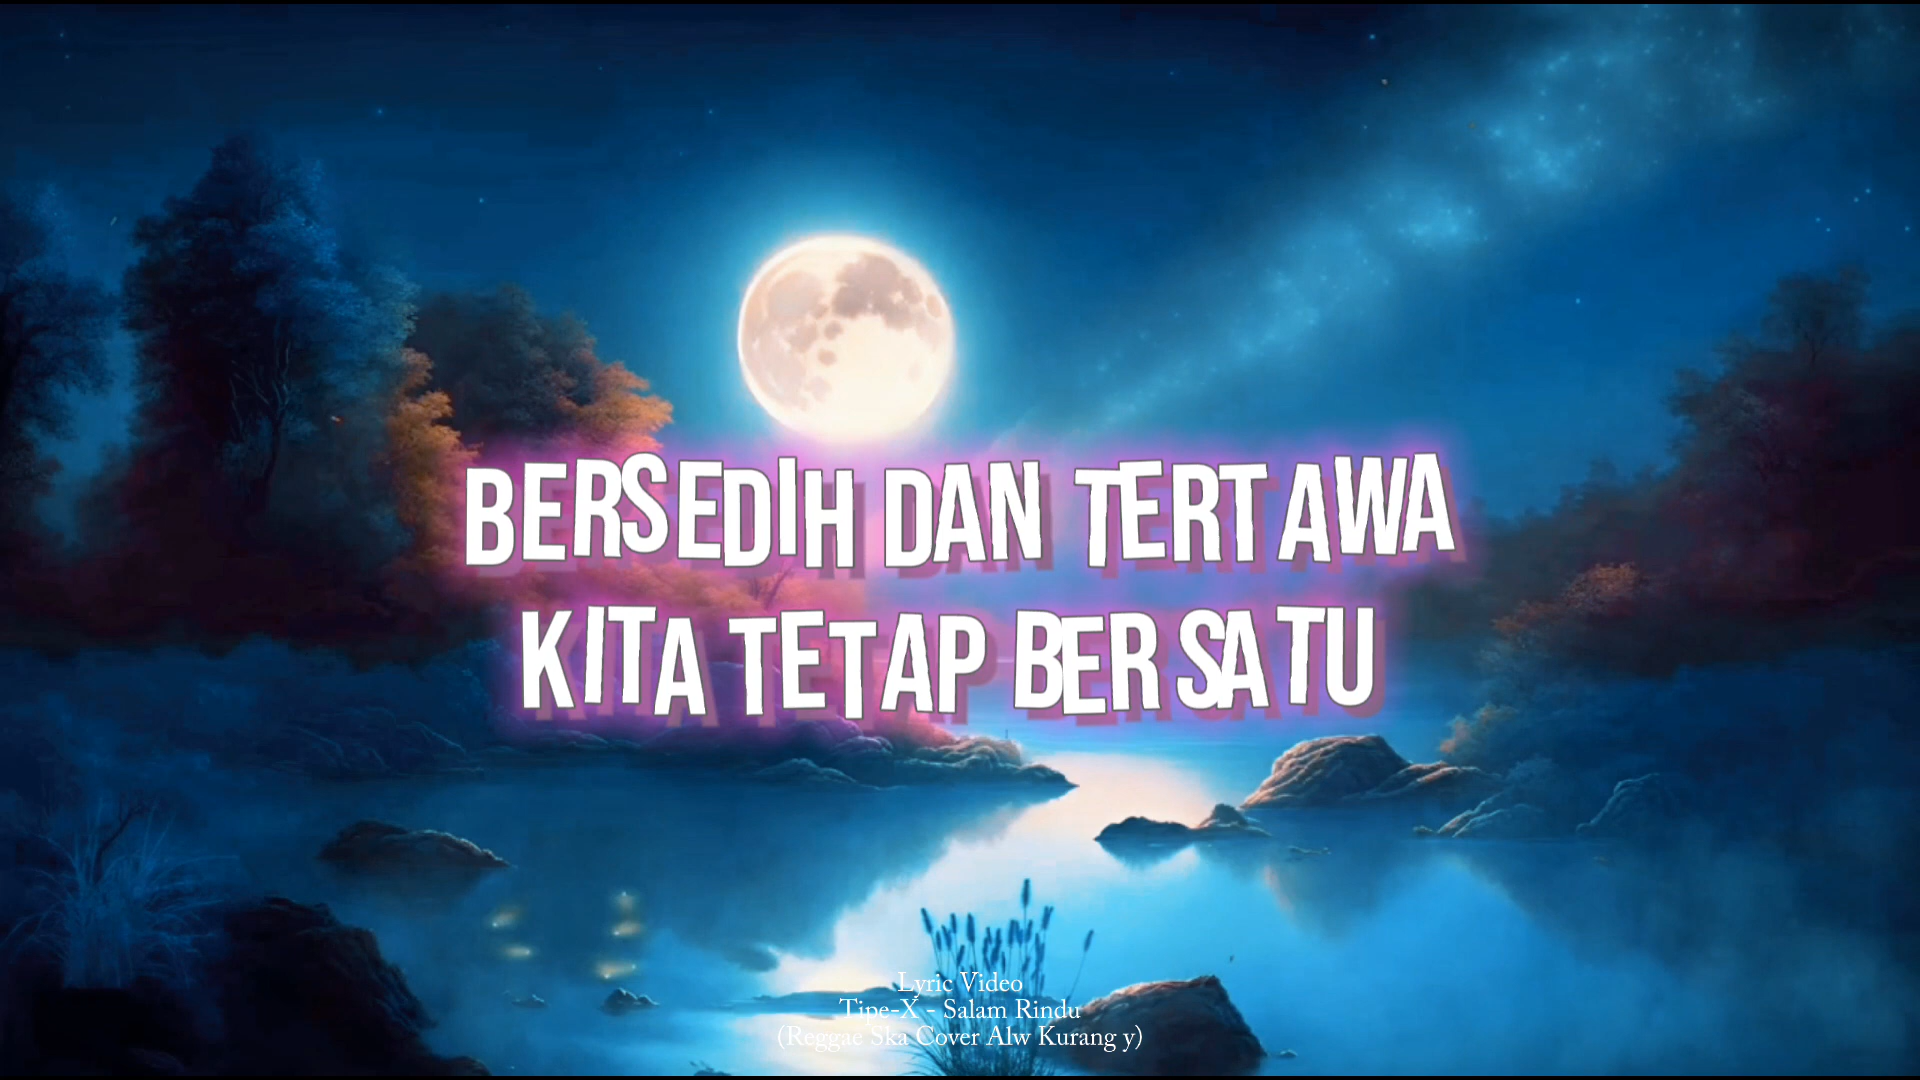 BERSEDIH DAN TERTAWA
KITA TETAP BERSATU
Lyric Video
Tipe-X - Salam Rindu
(Reggae Ska Cover Alw Kurang y)